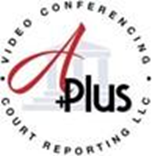 VIDEO CONFERENCING
A
+Plus
COURT REPORTING LLC